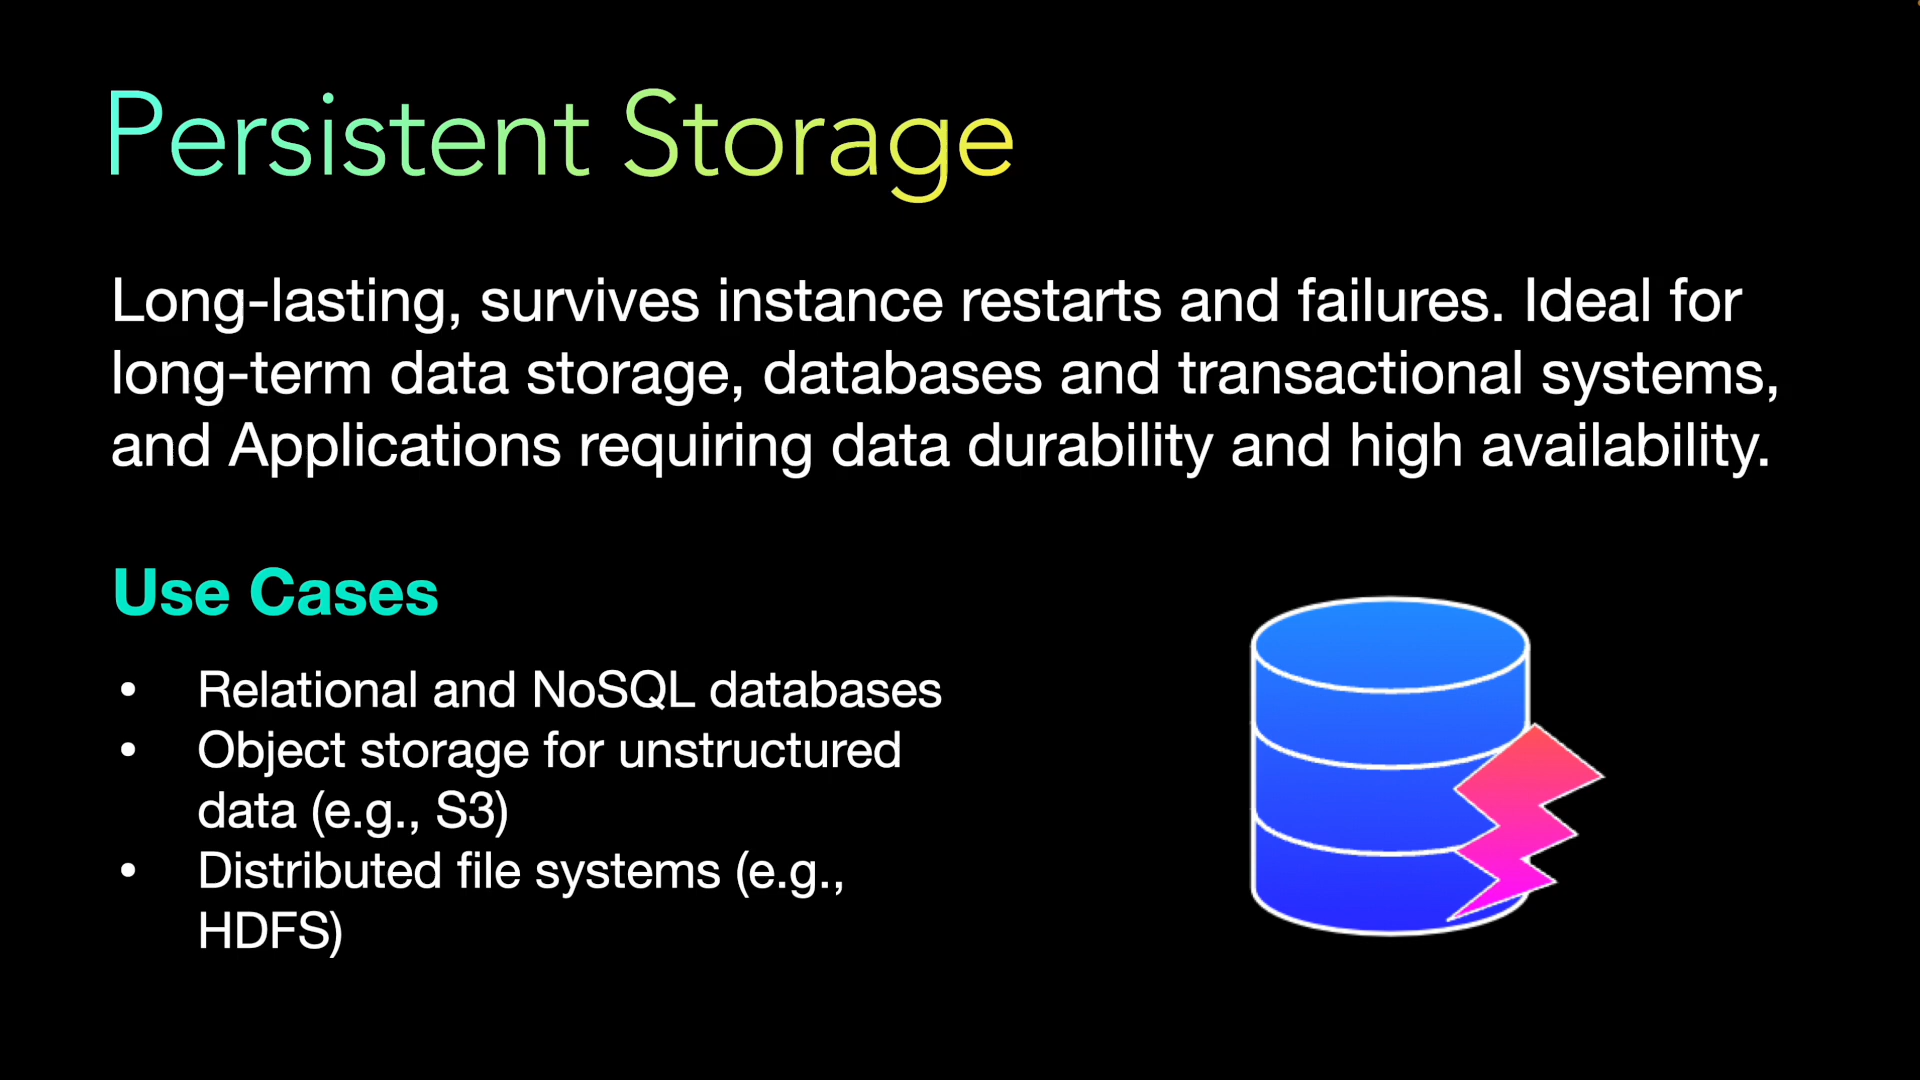 Persistent Storage
Long-lasting, survives instance restarts and failures. Ideal for
long-term data storage, databases and transactional systems,
and Applications requiring data durability and high availability.
Use Cases
• Relational and NoSQL databases
• Object storage for unstructured
data (e.g., S3)
• Distributed file systems (e.g.,
HDFS)